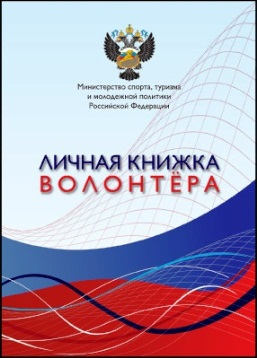 Министерство спорта, туризма
и молодежной политики
Российской Федерации
ЛИЧНАЯ КНИЖКА
ВОЛОНТЁРА